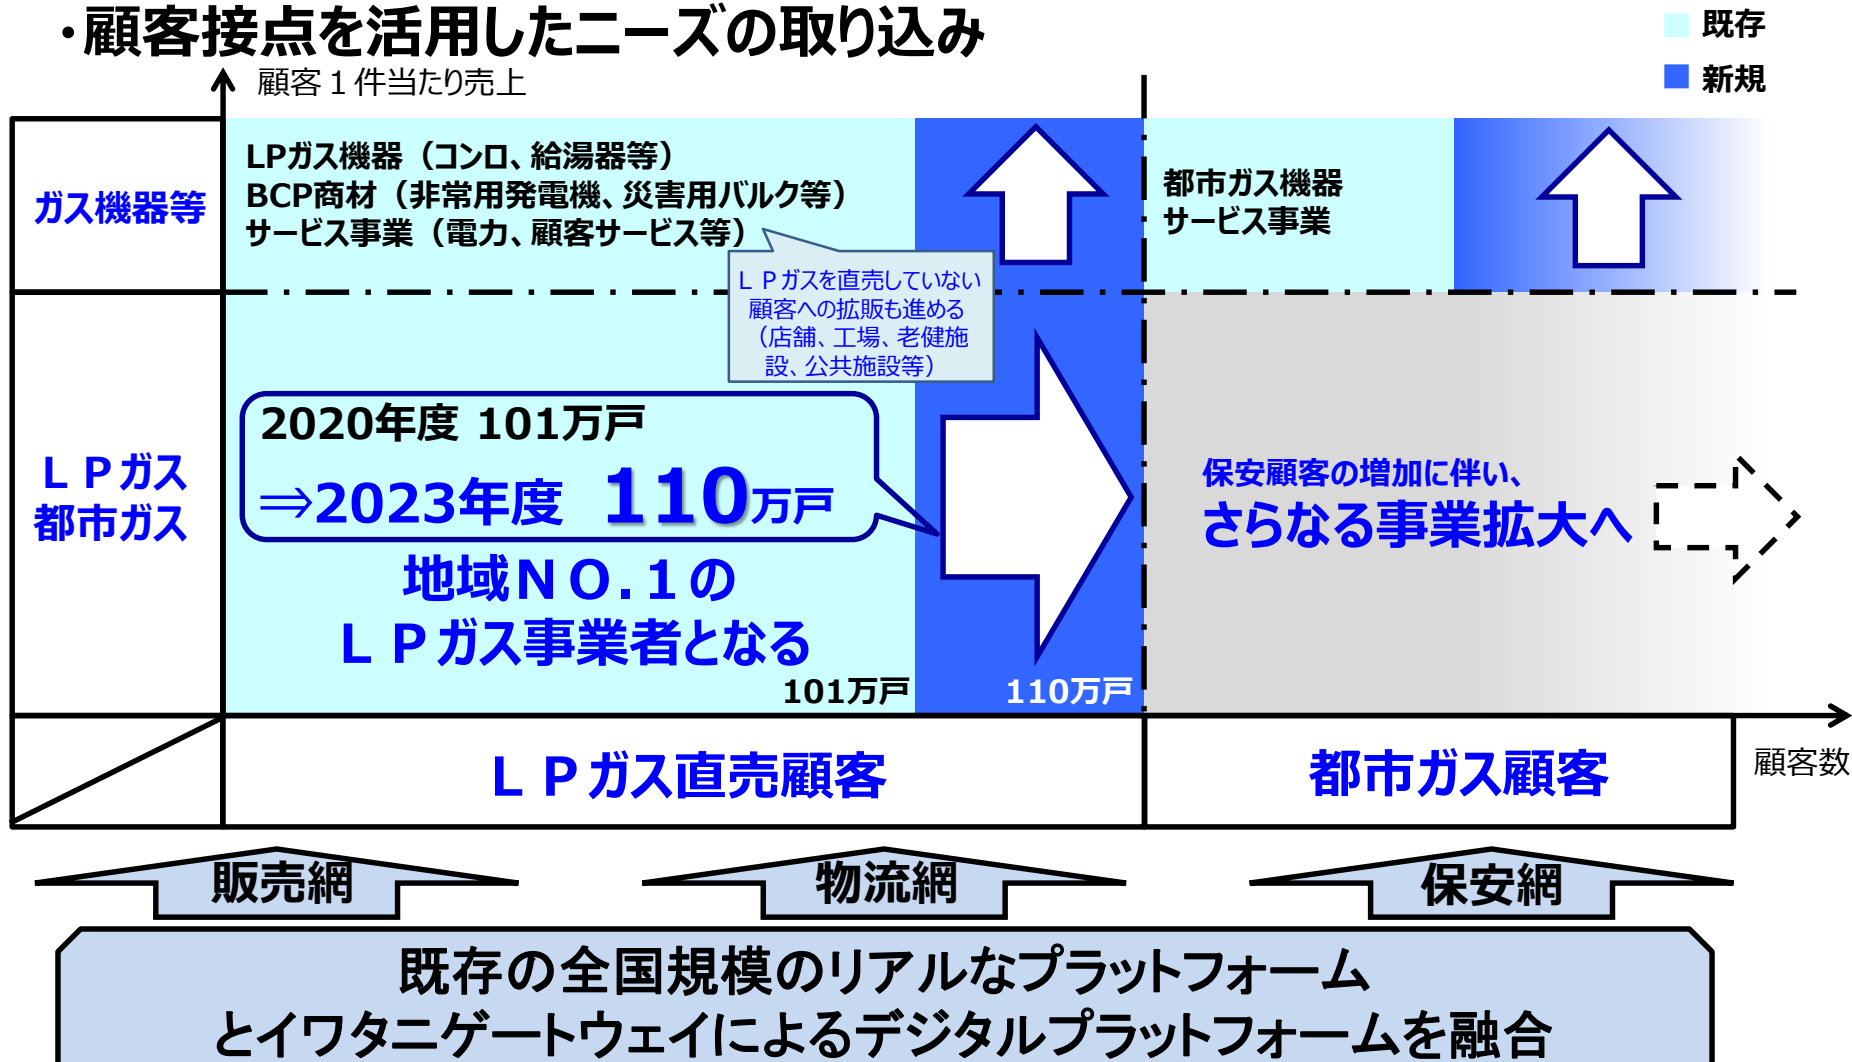 ・顧客接点を活用したニーズの取り込み
既存
新規
顧客１件当たり売上
ガス機器等
LPガス機器（コンロ、給湯器等）
BCP商材（非常用発電機、災害用バルク等）
サービス事業（電力、顧客サービス等）
都市ガス機器
サービス事業
ＬＰガスを直売していない
顧客への拡販も進める
（店舗、工場、老健施
設、公共施設等）
ＬＰガス
都市ガス
2020年度 101万戸
⇒2023年度 110万戸
地域ＮＯ.１の
ＬＰガス事業者となる
101万戸
110万戸
保安顧客の増加に伴い、
さらなる事業拡大へ
ＬＰガス直売顧客
都市ガス顧客
顧客数
販売網
物流網
保安網
既存の全国規模のリアルなプラットフォーム
とイワタニゲートウェイによるデジタルプラットフォームを融合